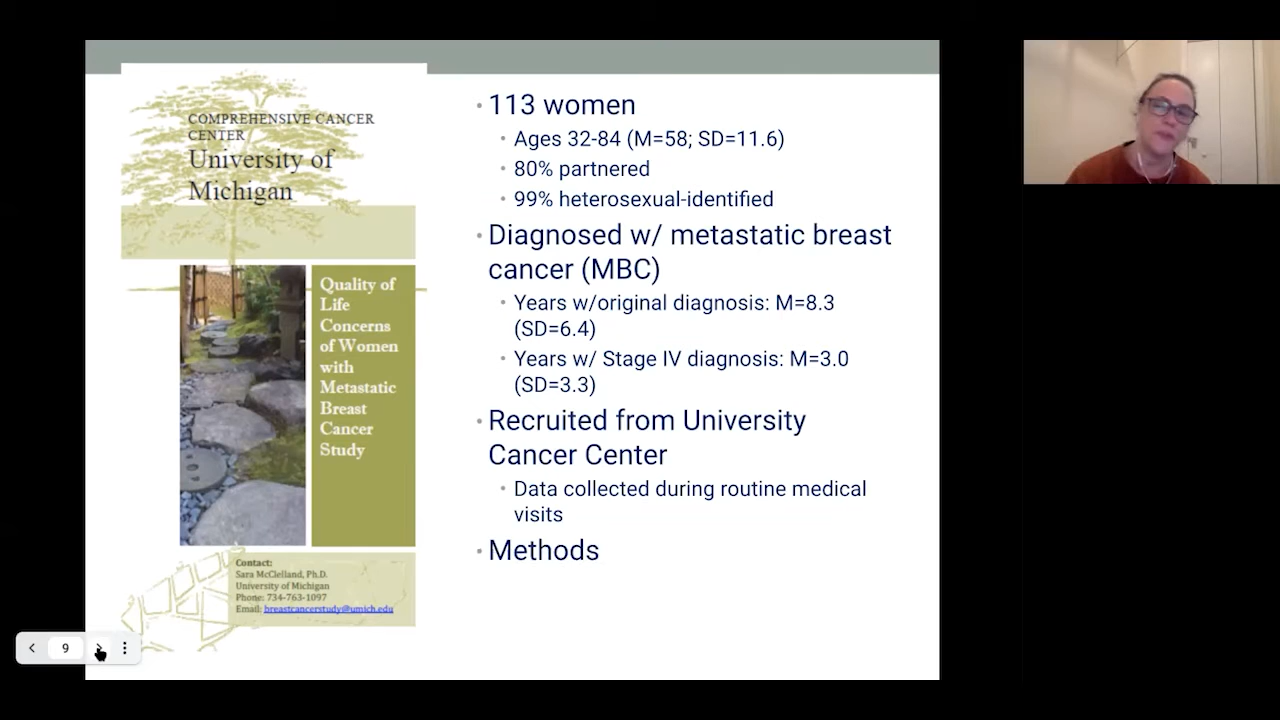 COMPREHENSIVE CANCER
CENTER
University of
Michigan
Quality of
Life
Concerns
of Women
with
Metastatic
Breast
Cancer
Study
Contact:
Sara McClelland, Ph.D.
University of Michigan
Phone: 734-763-1097
Email: breastcancerstudy@umich.edu
• 113 women
• Ages 32-84 (M=58; SD=11.6)
• 80% partnered
• 99% heterosexual-identified
• Diagnosed w/ metastatic breast
cancer (MBC)
• Years w/original diagnosis: M=8.3
(SD=6.4)
• Years w/ Stage IV diagnosis: M=3.0
(SD=3.3)
• Recruited from University
Cancer Center
• Data collected during routine medical
visits
• Methods
9